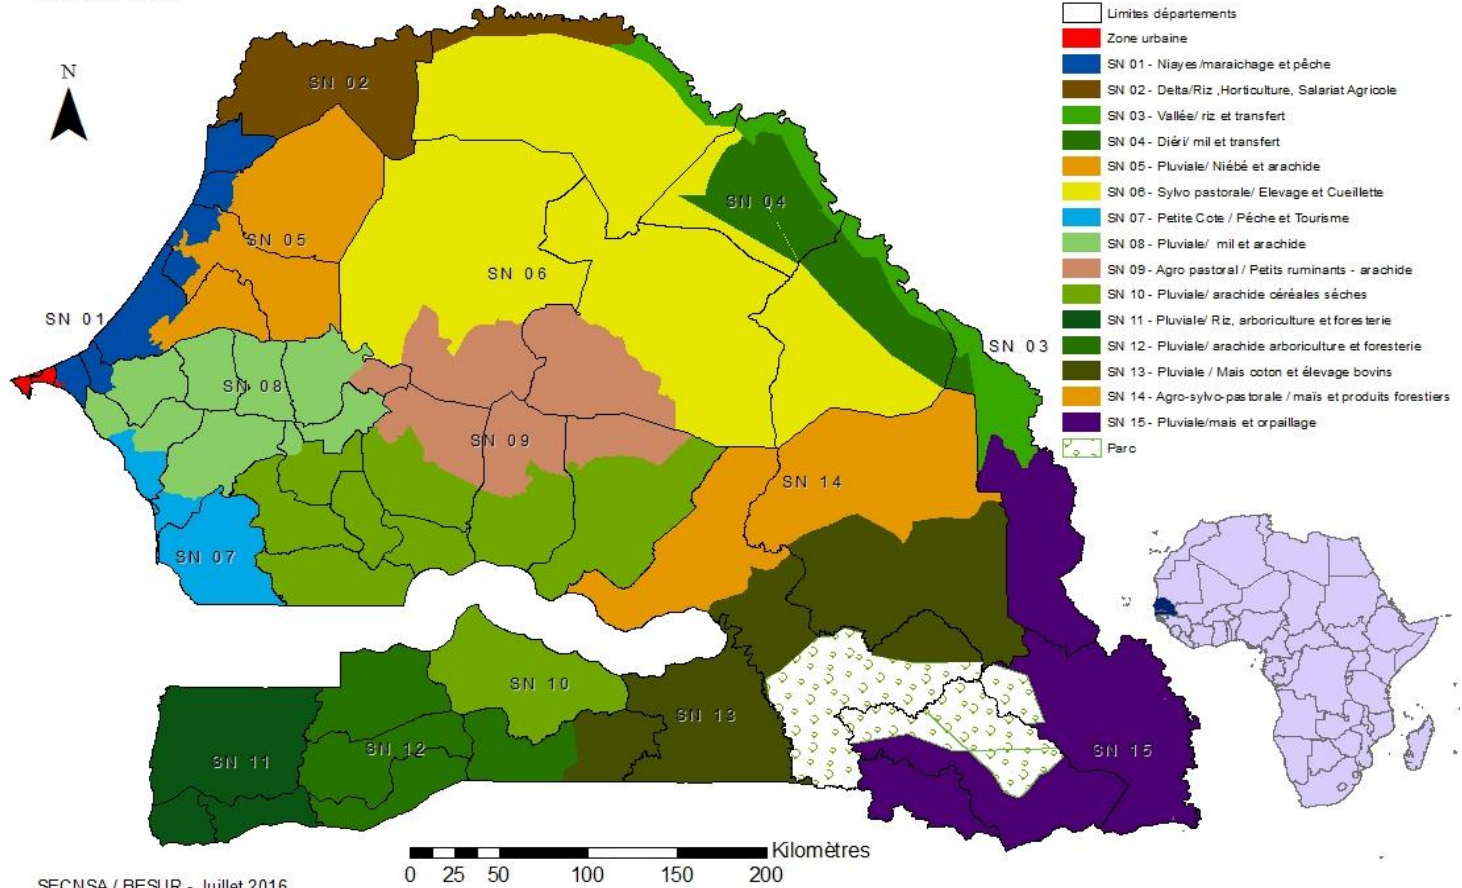 Limites départements
Zone urbaine
SN 01 - Niayes/maraichage et pêche
SN 02 - Delta/Riz ,Horticulture, Salariat Agricole
SN 03 - Vallée/ riz et transfert
SN 04 - Diéri/ mil et transfert
SN 05 - Pluviale/ Niébé et arachide
SN 06 - Sylvo pastorale/ Elevage et Cueillette
SN 07 - Petite Cote / Pêche et Tourisme
SN 08 - Pluviale/ mil et arachide
SN 09 - Agro pastoral / Petits ruminants - arachide
SN 10 - Pluviale/ arachide céréales séches
SN 11 - Pluviale/ Riz, arboriculture et foresterie
SN 12 - Pluviale/ arachide arboriculture et foresterie
SN 13 - Pluviale / Mais coton et élevage bovins
SN 14 - Agro-sylvo-pastorale / maïs et produits forestiers
SN 15 - Pluviale/mais et orpaillage
Parc
N
SN 02
SN 04
SN 05
SN 06
SN 01
SN 03
SN 08
SN 09
SN 14
SN 07
SN 10
SN 13
SN 12
SN 11
SN 15
Kilomètres
0 25 50 100 150 200
SECNSA / BESUR - Juillet 2016